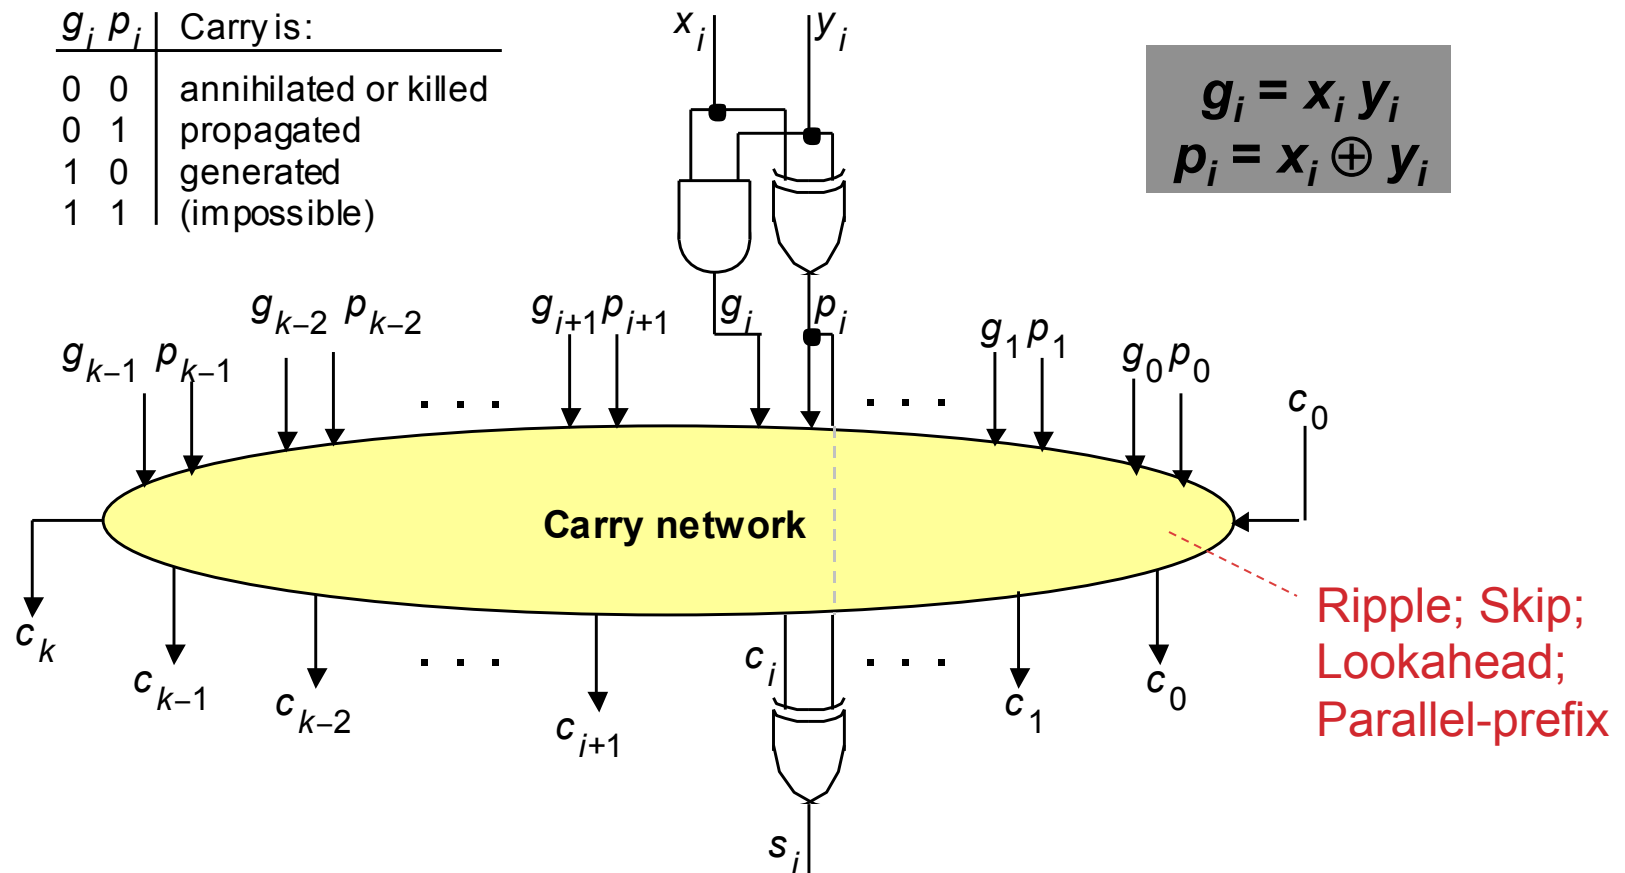 g_i p_i Carry is:
0 0 annihilated or killed
0 1 propagated
1 0 generated
1 1 (impossible)
x_i y_i
g_i = x_i y_i
p_i = x_i ⊕ y_i
g_i p_i
g_{k−1} p_{k−1}
g_{k−2} p_{k−2}
. . .
g_{i+1} p_{i+1}
. . .
g_1 p_1
g_0 p_0
c_0
Carry network
Ripple; Skip;
Lookahead;
Parallel-prefix
c_k
c_{k−1}
c_{k−2}
. . .
c_{i+1}
c_i
. . .
c_1
c_0
s_i